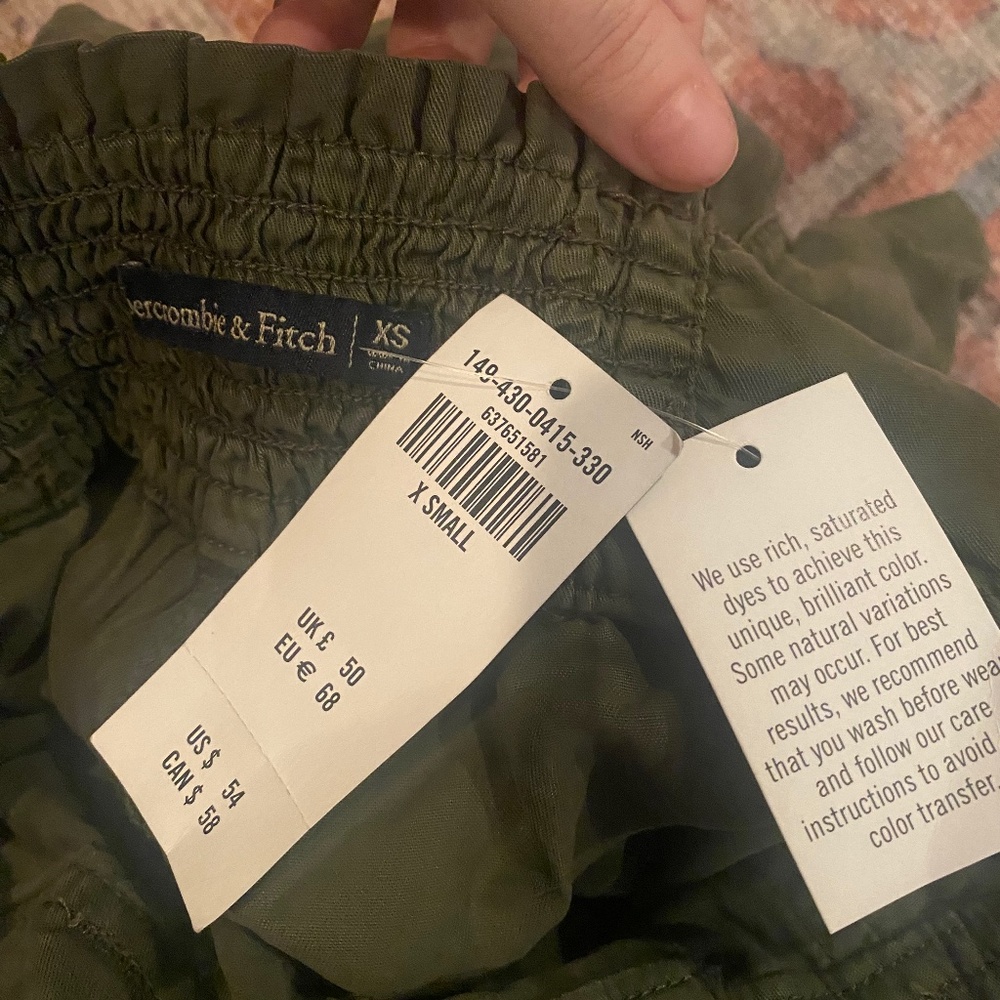 ercrombie & Fitch | XS
CHINA
149-430-0415-330
637651581
NSH
X SMALL
UK £ 50
EU € 68
US $ 54
CAN $ 58
We use rich, saturated
dyes to achieve this
unique, brilliant color.
Some natural variations
may occur. For best
results, we recommend
that you wash before wear
and follow our care
instructions to avoid
color transfer.